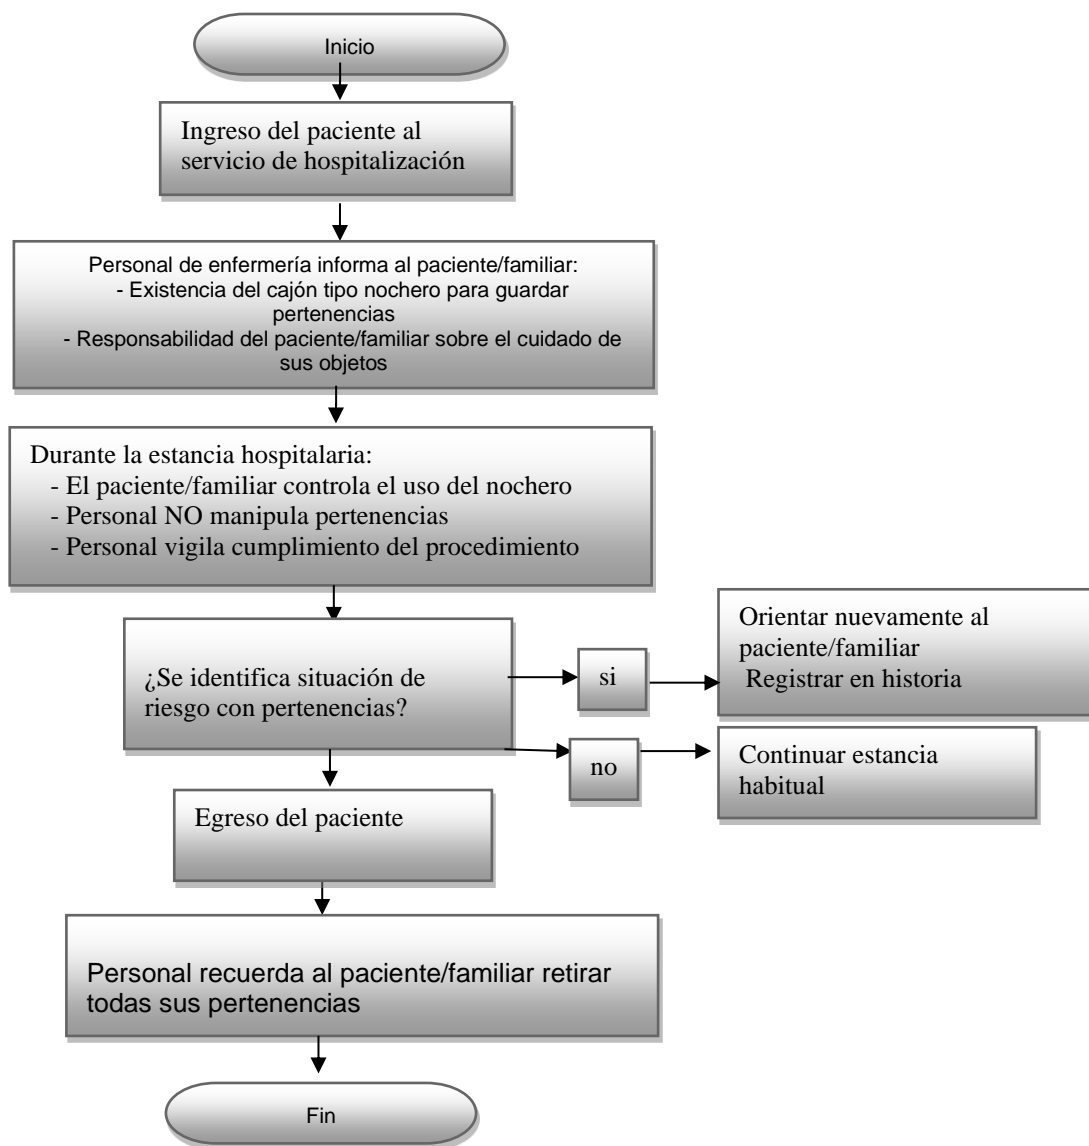 Inicio
Ingreso del paciente al
servicio de hospitalización
Personal de enfermería informa al paciente/familiar:
- Existencia del cajón tipo nochero para guardar
pertenencias
- Responsabilidad del paciente/familiar sobre el cuidado de
sus objetos
Durante la estancia hospitalaria:
- El paciente/familiar controla el uso del nochero
- Personal NO manipula pertenencias
- Personal vigila cumplimiento del procedimiento
¿Se identifica situación de
riesgo con pertenencias?
si
Orientar nuevamente al
paciente/familiar
Registrar en historia
no
Continuar estancia
habitual
Egreso del paciente
Personal recuerda al paciente/familiar retirar
todas sus pertenencias
Fin